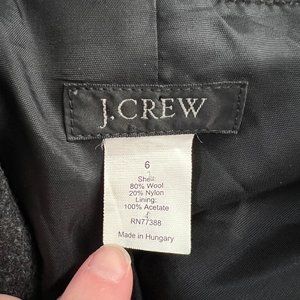 J.CREW
6
Shell:
80% Wool
20% Nylon
Lining:
100% Acetate
RN77388
Made in Hungary